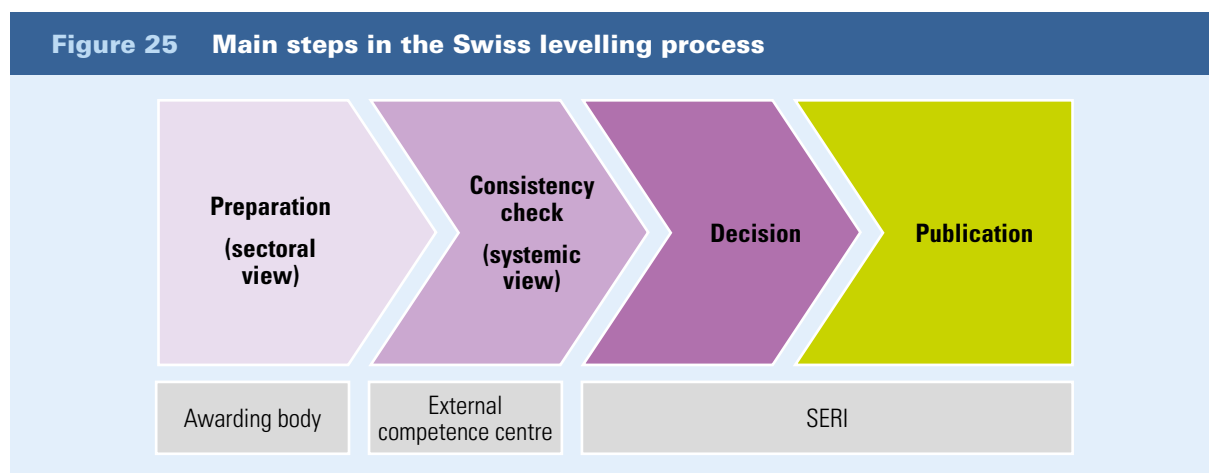 Figure 25 Main steps in the Swiss levelling process
Preparation
(sectoral
view)
Consistency
check
(systemic
view)
Decision
Publication
Awarding body
External
competence centre
SERI